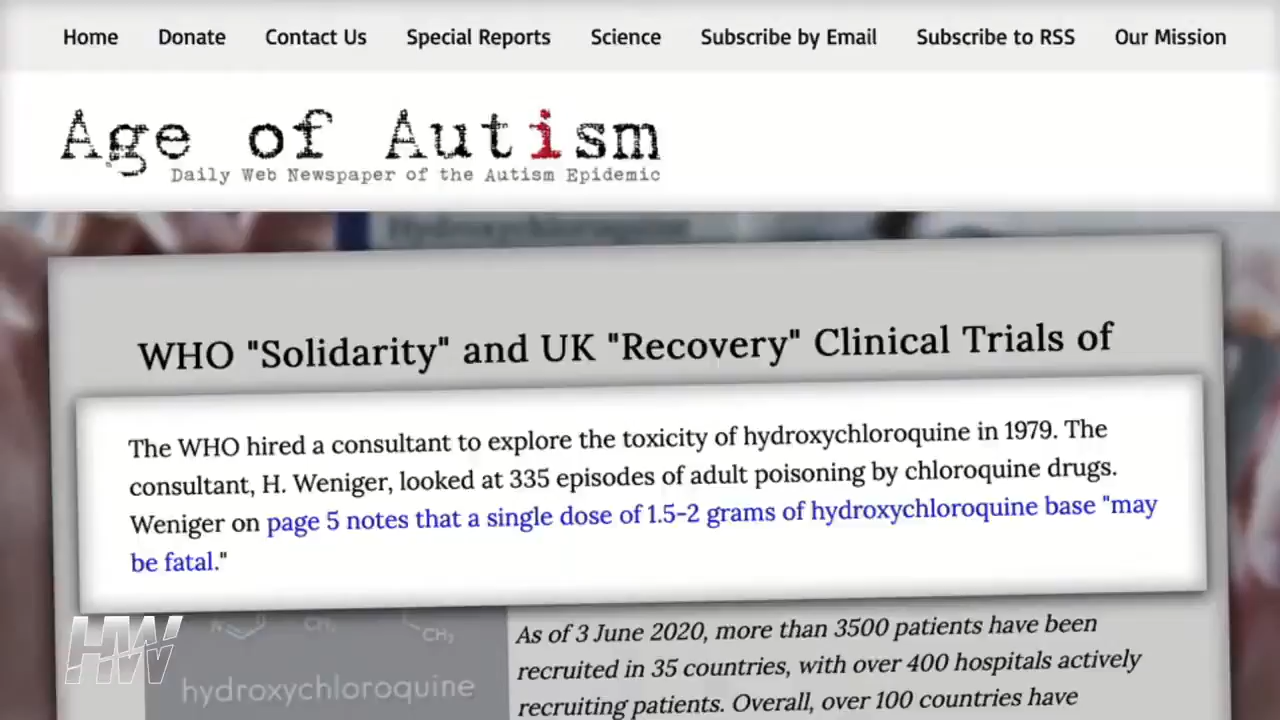 Home Donate Contact Us Special Reports Science Subscribe by Email Subscribe to RSS Our Mission
Age of Autism
Daily Web Newspaper of the Autism Epidemic
Hydroxychloroquine
WHO "Solidarity" and UK "Recovery" Clinical Trials of
The WHO hired a consultant to explore the toxicity of hydroxychloroquine in 1979. The
consultant, H. Weniger, looked at 335 episodes of adult poisoning by chloroquine drugs.
Weniger on page 5 notes that a single dose of 1.5-2 grams of hydroxychloroquine base "may
be fatal."
HW
N
CH₃
CH₃
hydroxychloroquine
As of 3 June 2020, more than 3500 patients have been
recruited in 35 countries, with over 400 hospitals actively
recruiting patients. Overall, over 100 countries have